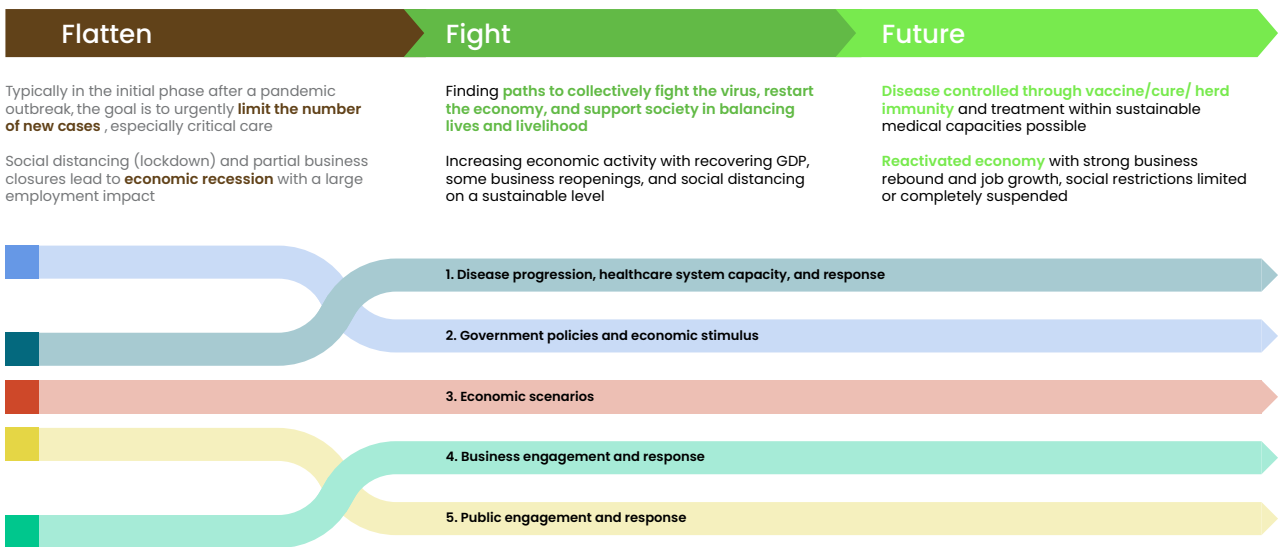 Flatten
Fight
Future
Typically in the initial phase after a pandemic
outbreak, the goal is to urgently limit the number
of new cases , especially critical care
Social distancing (lockdown) and partial business
closures lead to economic recession with a large
employment impact
Finding paths to collectively fight the virus, restart
the economy, and support society in balancing
lives and livelihood
Increasing economic activity with recovering GDP,
some business reopenings, and social distancing
on a sustainable level
Disease controlled through vaccine/cure/ herd
immunity and treatment within sustainable
medical capacities possible
Reactivated economy with strong business
rebound and job growth, social restrictions limited
or completely suspended
1. Disease progression, healthcare system capacity, and response
2. Government policies and economic stimulus
3. Economic scenarios
4. Business engagement and response
5. Public engagement and response